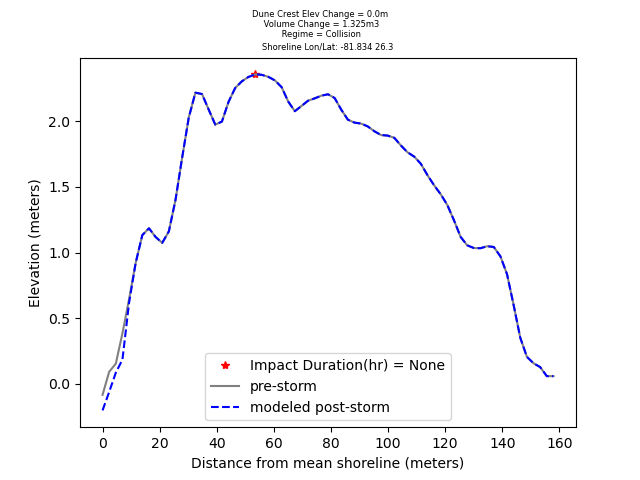 Dune Crest Elev Change = 0.0m
Volume Change = 1.325m3
Regime = Collision
Shoreline Lon/Lat: -81.834 26.3
2.0
1.5
1.0
0.5
0.0
Elevation (meters)
Impact Duration(hr) = None
pre-storm
modeled post-storm
0 20 40 60 80 100 120 140 160
Distance from mean shoreline (meters)